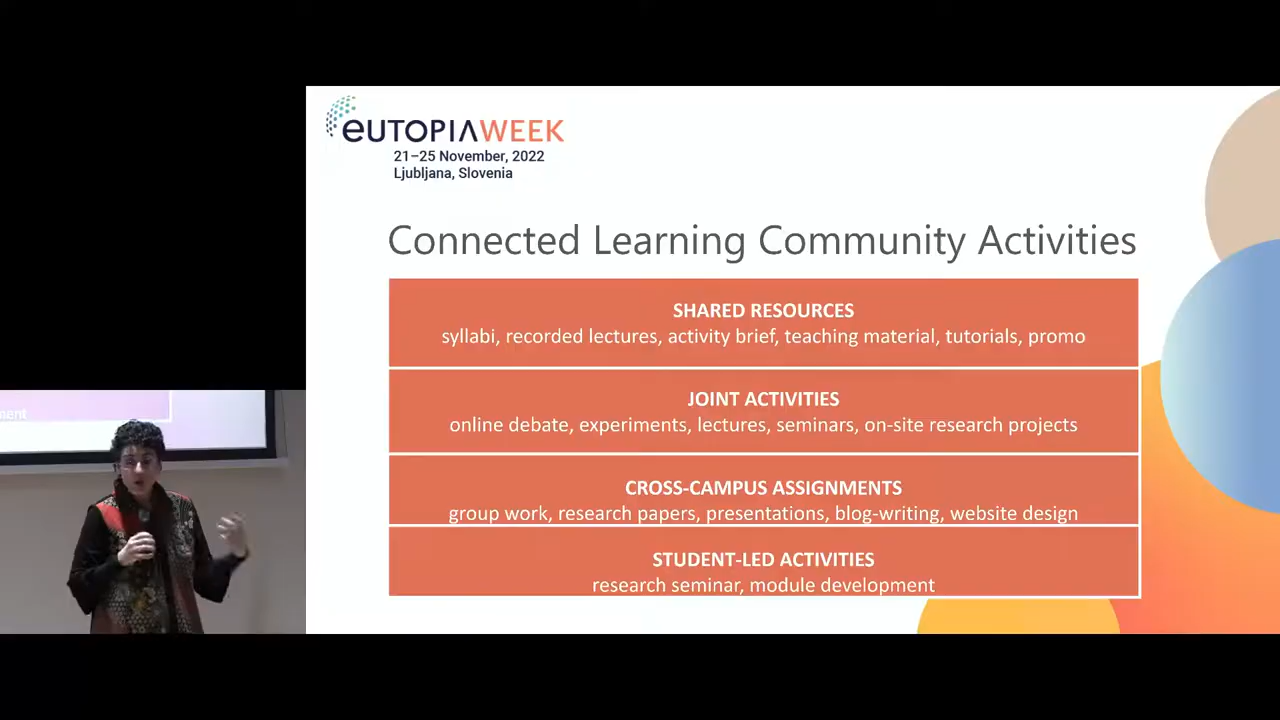 eUTOPIAWEEK
21–25 November, 2022
Ljubljana, Slovenia
Connected Learning Community Activities
SHARED RESOURCES
syllabi, recorded lectures, activity brief, teaching material, tutorials, promo
JOINT ACTIVITIES
online debate, experiments, lectures, seminars, on-site research projects
CROSS-CAMPUS ASSIGNMENTS
group work, research papers, presentations, blog-writing, website design
STUDENT-LED ACTIVITIES
research seminar, module development